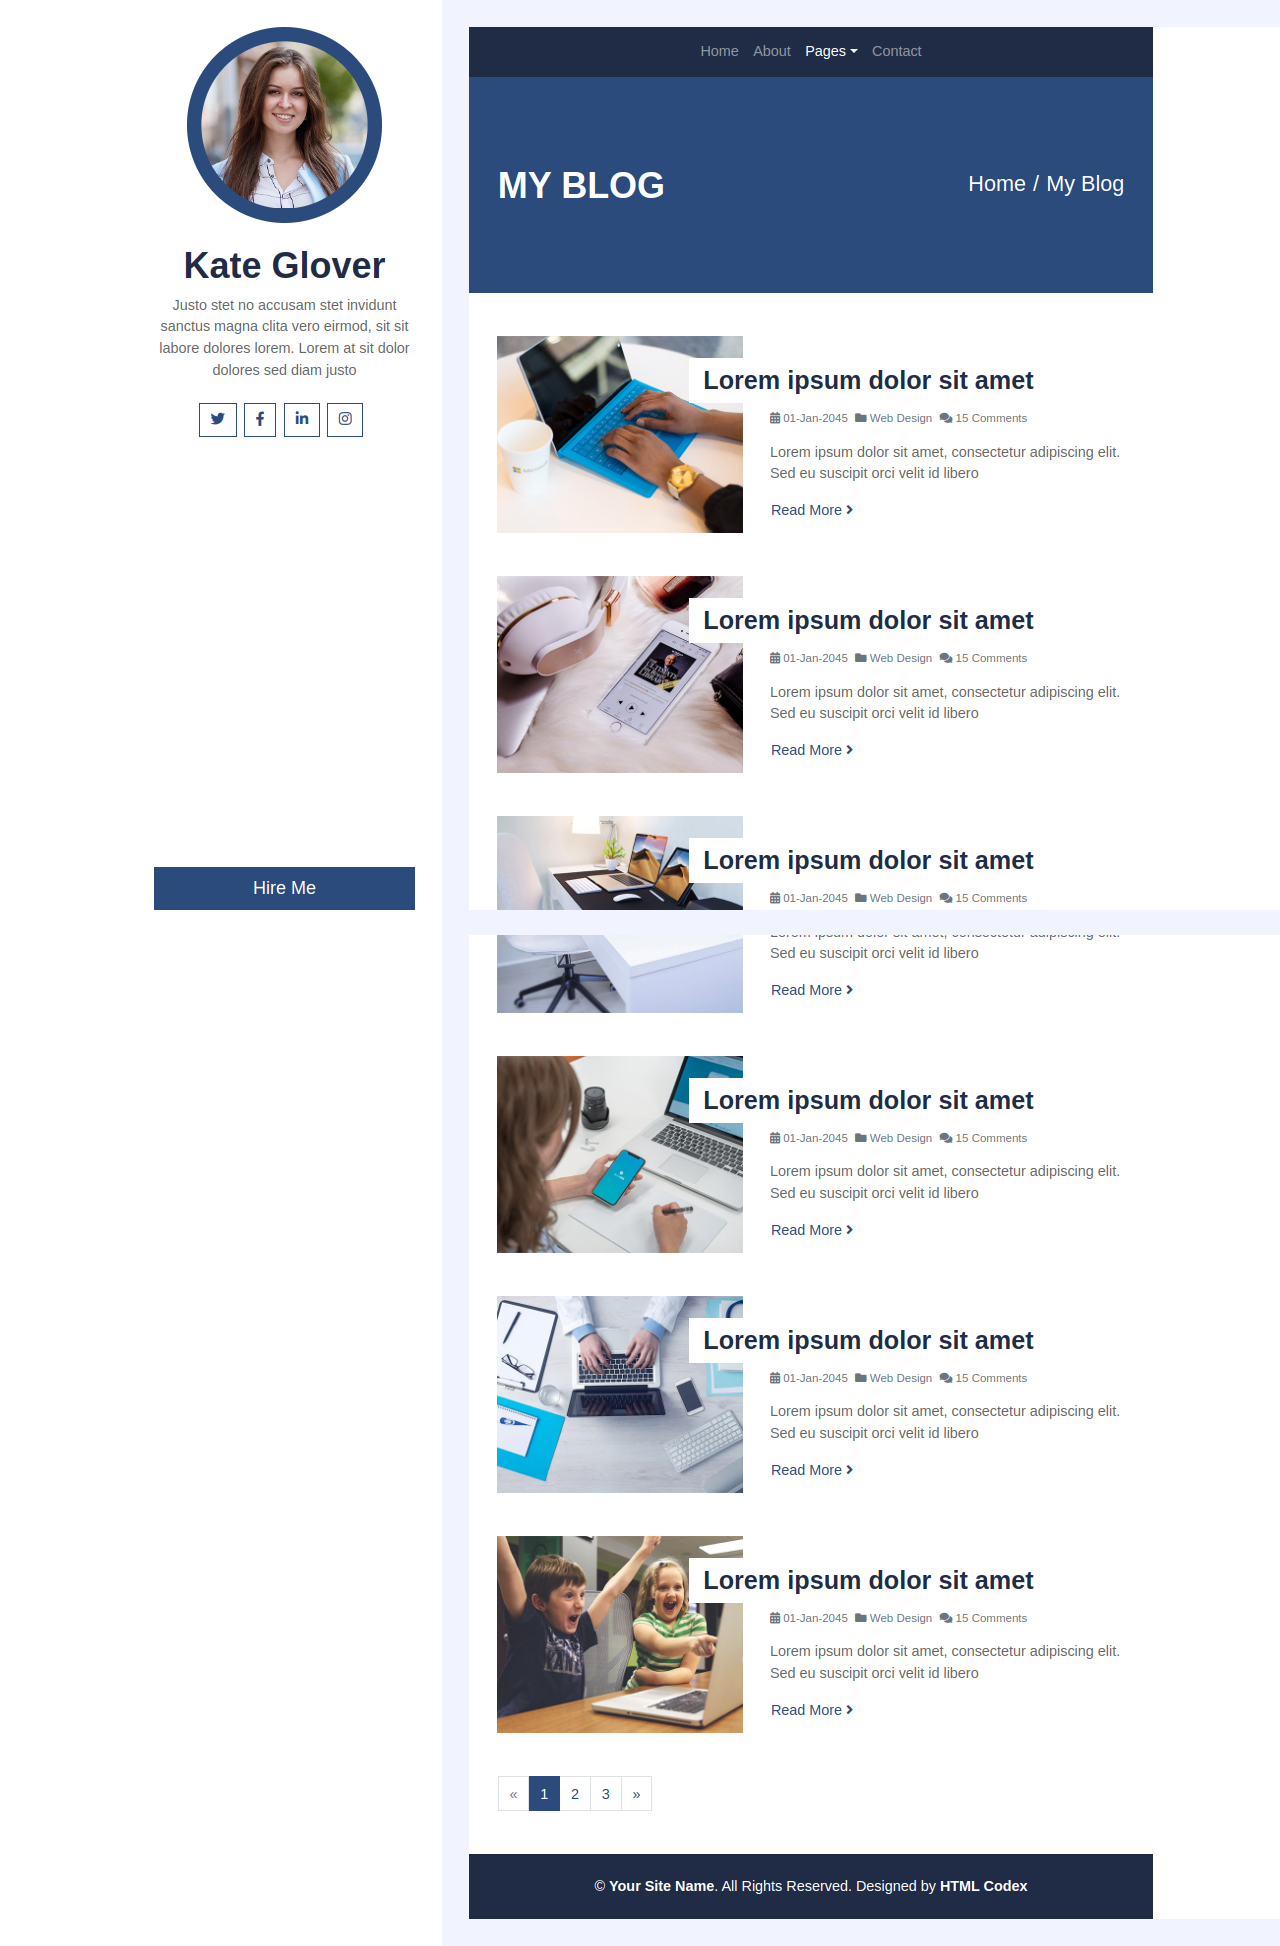 Kate Glover
Justo stet no accusam stet invidunt
sanctus magna clita vero eirmod, sit sit
labore dolores lorem. Lorem at sit dolor
dolores sed diam justo
Hire Me
Home About Pages Contact
MY BLOG
Home / My Blog
Lorem ipsum dolor sit amet
01-Jan-2045 Web Design 15 Comments
Lorem ipsum dolor sit amet, consectetur adipiscing elit.
Sed eu suscipit orci velit id libero
Read More
Lorem ipsum dolor sit amet
01-Jan-2045 Web Design 15 Comments
Lorem ipsum dolor sit amet, consectetur adipiscing elit.
Sed eu suscipit orci velit id libero
Read More
Lorem ipsum dolor sit amet
01-Jan-2045 Web Design 15 Comments
Lorem ipsum dolor sit amet, consectetur adipiscing elit.
Sed eu suscipit orci velit id libero
Read More
Lorem ipsum dolor sit amet
01-Jan-2045 Web Design 15 Comments
Lorem ipsum dolor sit amet, consectetur adipiscing elit.
Sed eu suscipit orci velit id libero
Read More
Lorem ipsum dolor sit amet
01-Jan-2045 Web Design 15 Comments
Lorem ipsum dolor sit amet, consectetur adipiscing elit.
Sed eu suscipit orci velit id libero
Read More
Lorem ipsum dolor sit amet
01-Jan-2045 Web Design 15 Comments
Lorem ipsum dolor sit amet, consectetur adipiscing elit.
Sed eu suscipit orci velit id libero
Read More
« 1 2 3 »
© Your Site Name. All Rights Reserved. Designed by HTML Codex